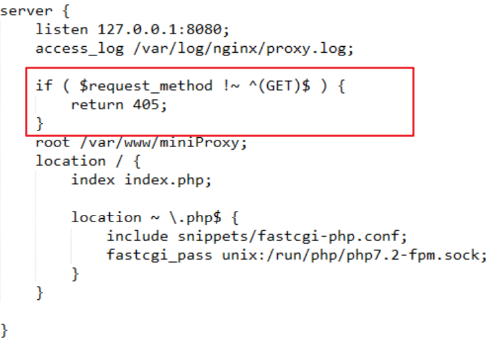 server {
    listen 127.0.0.1:8080;
    access_log /var/log/nginx/proxy.log;
    if ( $request_method !~ ^(GET)$ ) {
        return 405;
    }
    root /var/www/miniProxy;
    location / {
        index index.php;
        location ~ \.php$ {
            include snippets/fastcgi-php.conf;
            fastcgi_pass unix:/run/php/php7.2-fpm.sock;
        }
    }
}